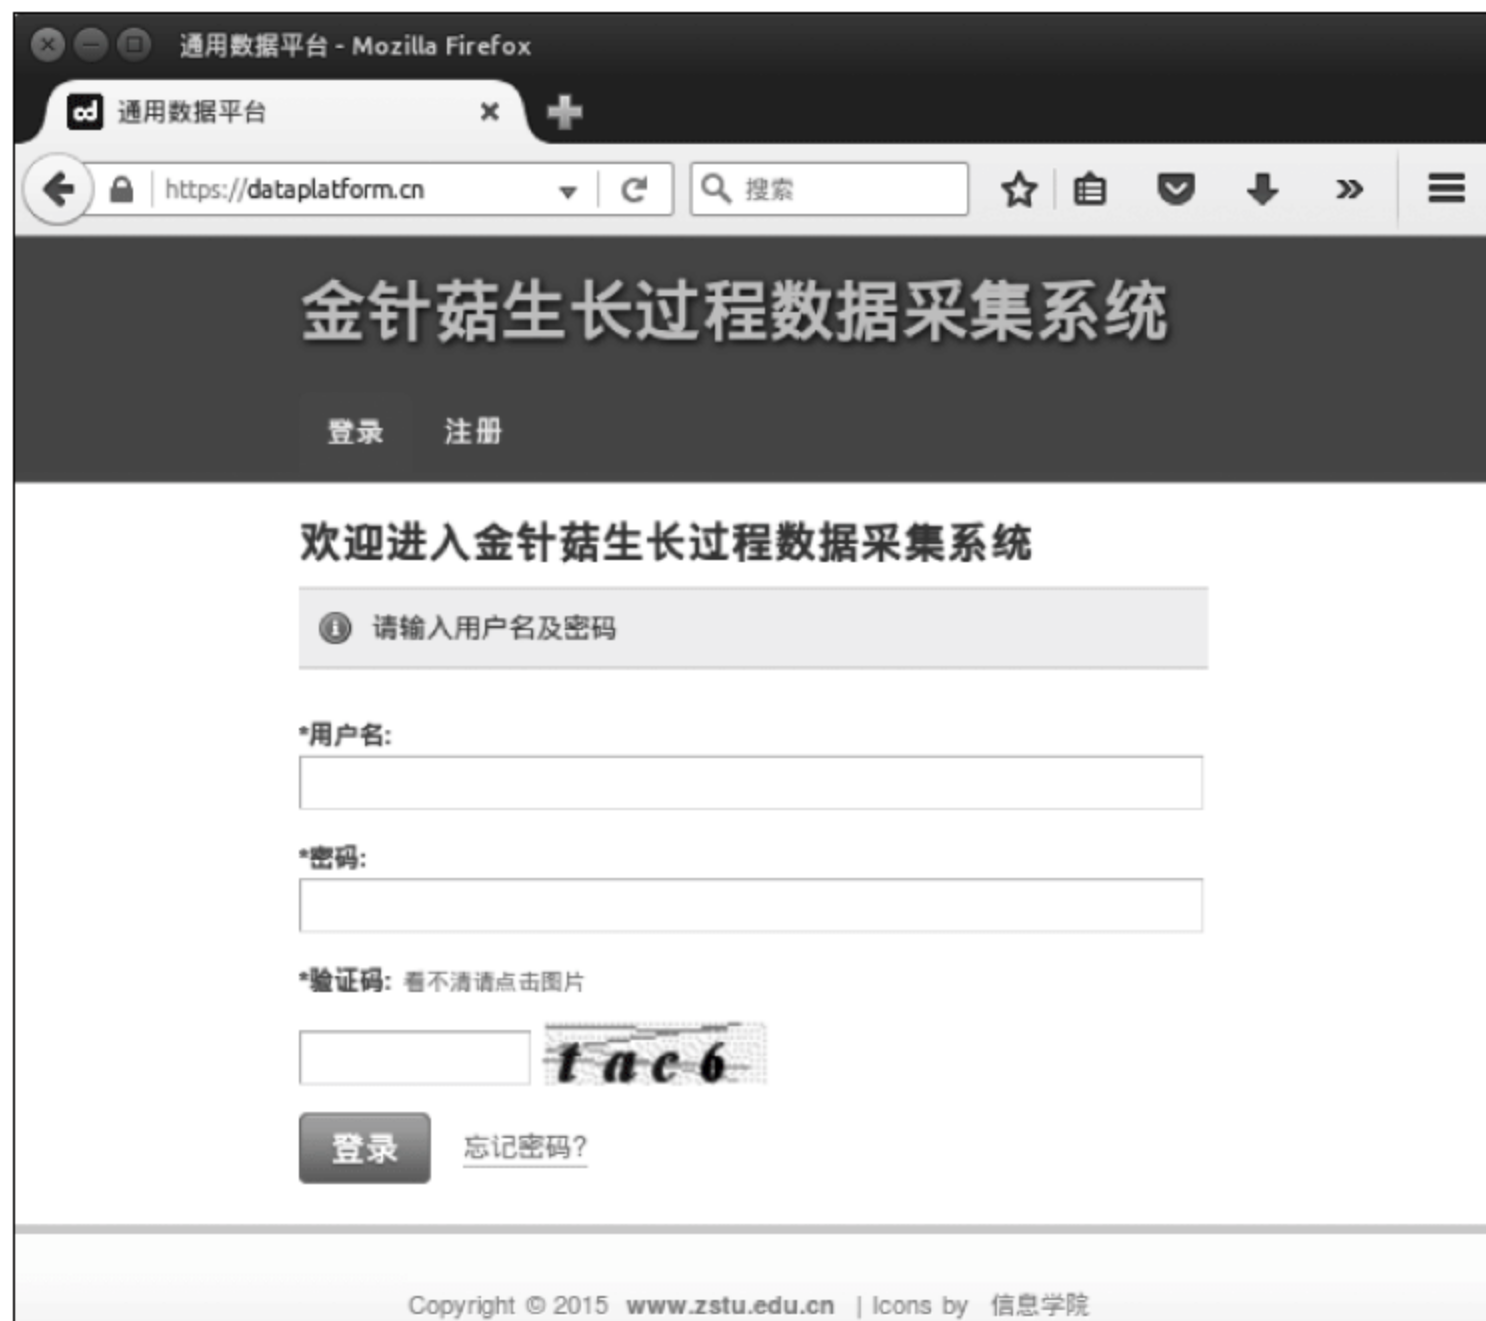 通用数据平台 - Mozilla Firefox
通用数据平台
https://dataplatform.cn
搜索
金针菇生长过程数据采集系统
登录 注册
欢迎进入金针菇生长过程数据采集系统
请输入用户名及密码
*用户名:
*密码:
*验证码: 看不清请点击图片
tac6
登录 忘记密码?
Copyright © 2015 www.zstu.edu.cn | Icons by 信息学院